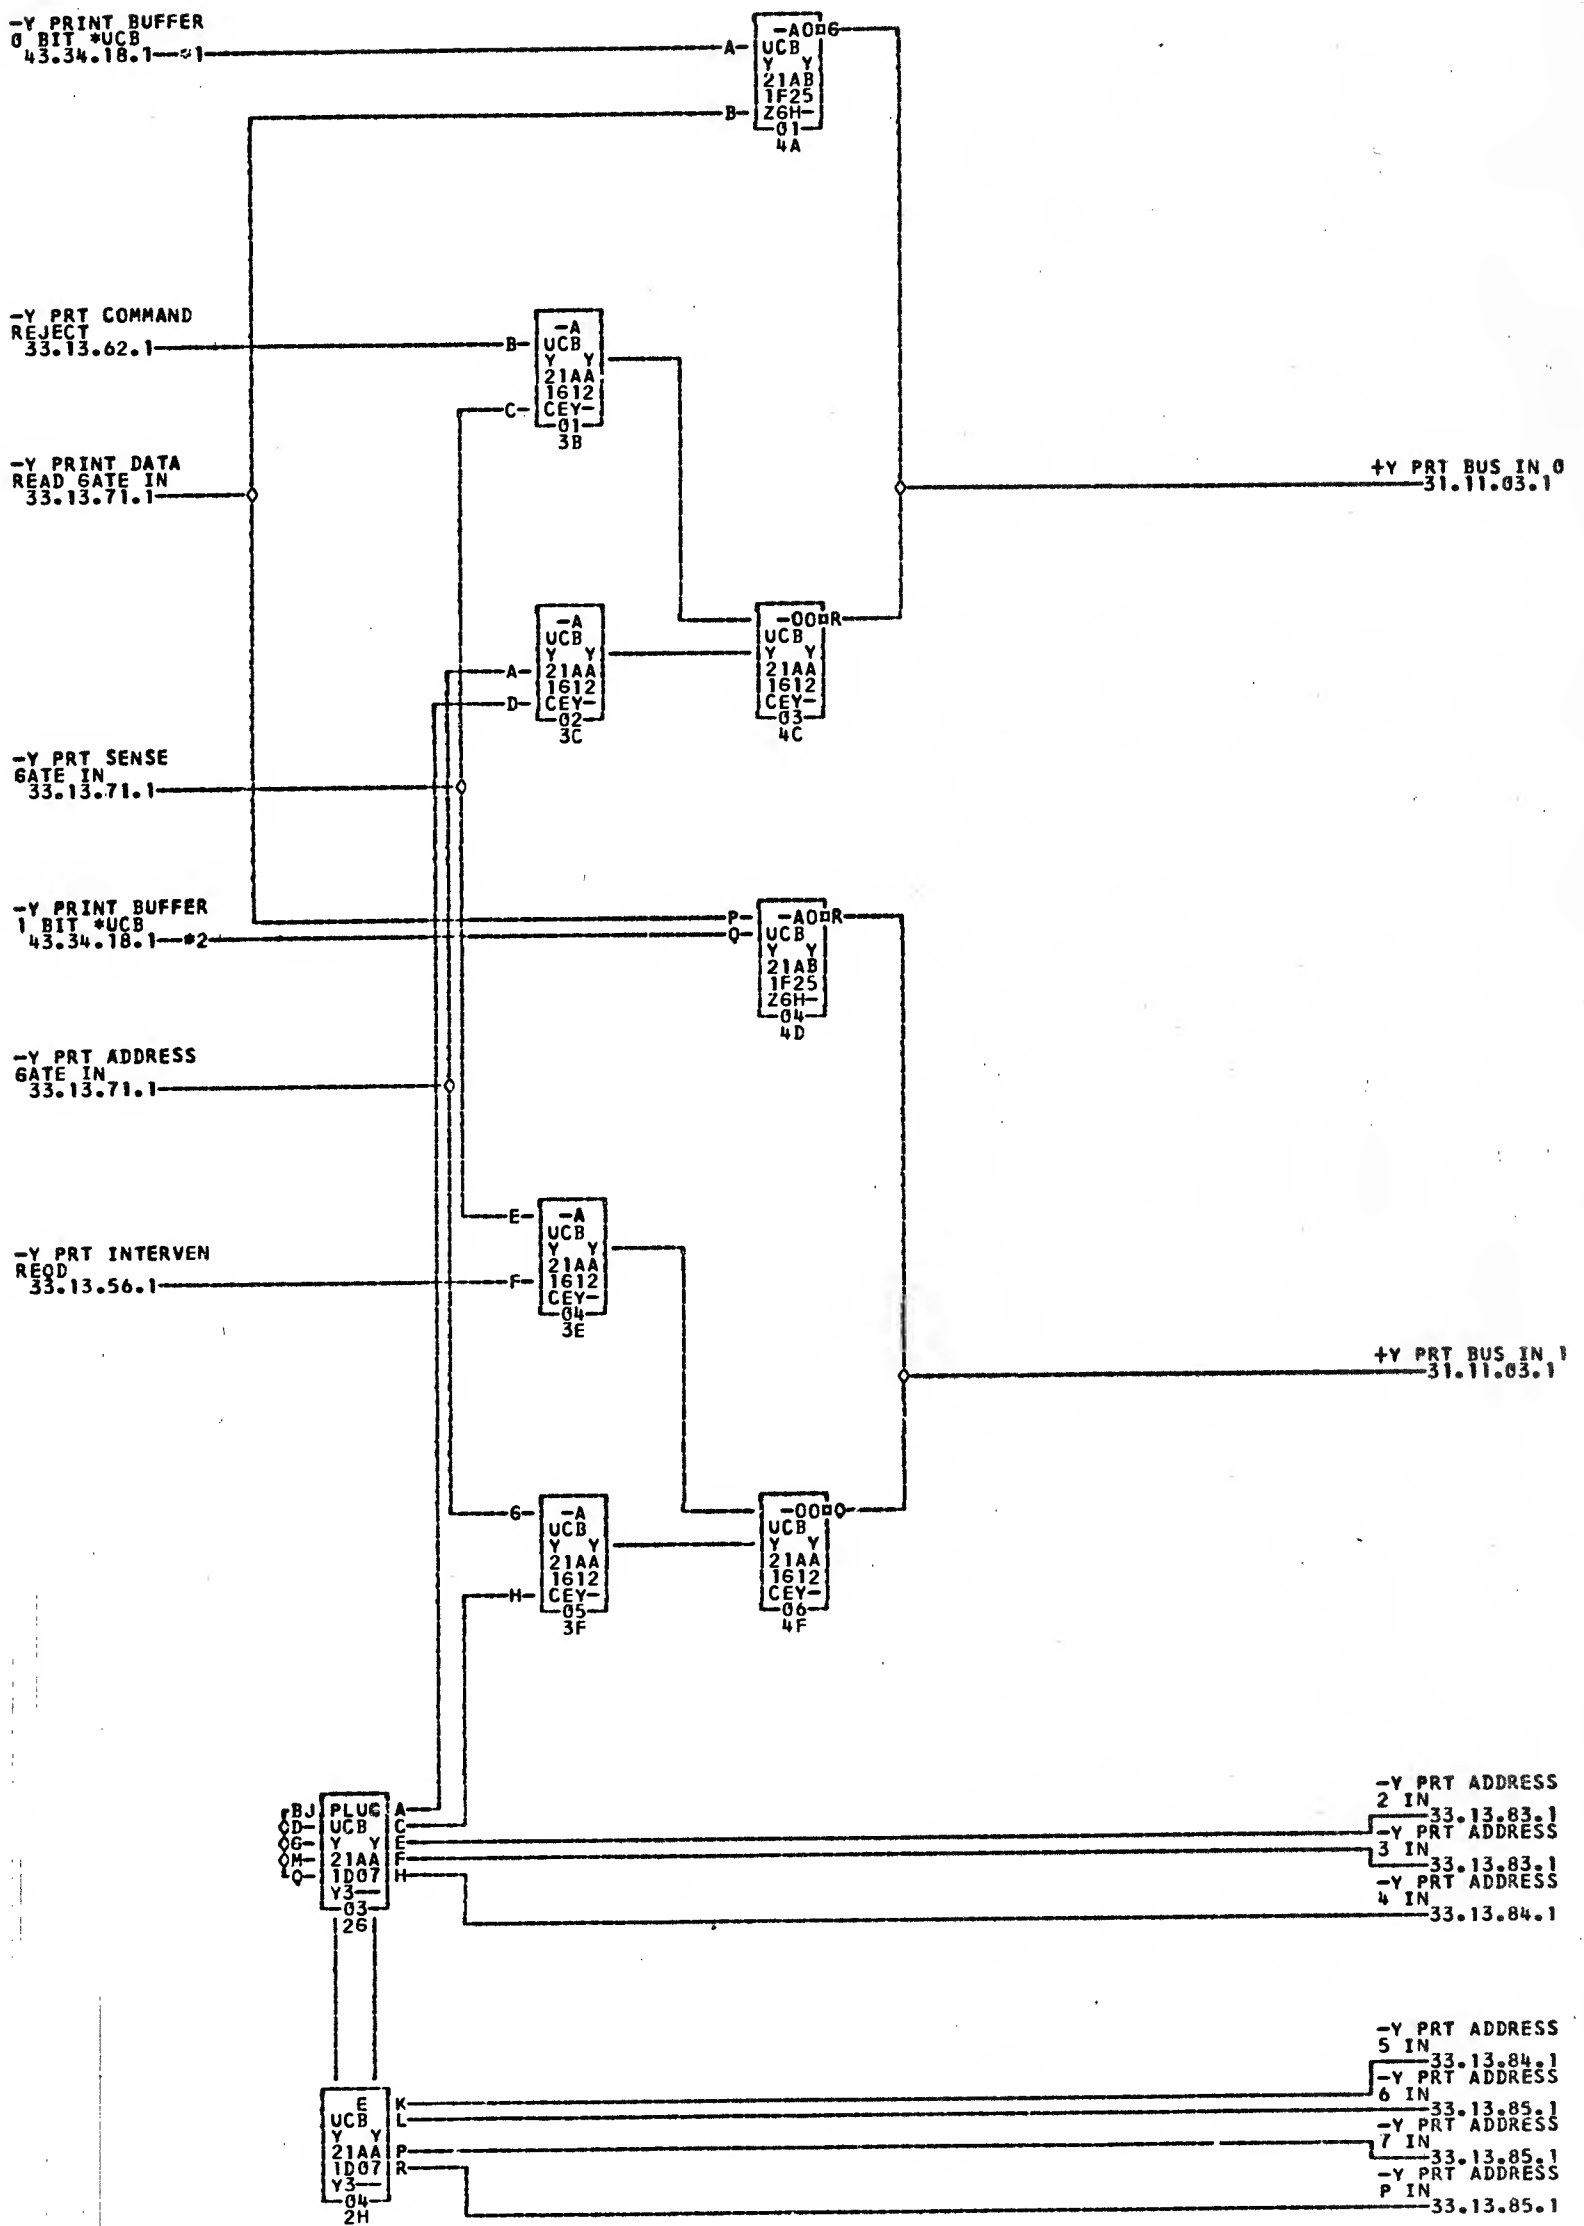 -Y PRINT BUFFER
0 BIT *UCB
43.34.18.1 *1
A-
B-
-AO G
UCB
Y Y
21AB
1F25
Z6H-
01
4A
-Y PRT COMMAND
REJECT
33.13.62.1
B-
C-
-A
UCB
Y Y
21AA
1612
CEY-
01
3B
-Y PRINT DATA
READ GATE IN
33.13.71.1
+Y PRT BUS IN 0
31.11.03.1
A-
D-
-A
UCB
Y Y
21AA
1612
CEY-
02
3C
-OO R
UCB
Y Y
21AA
1612
CEY-
03
4C
-Y PRT SENSE
GATE IN
33.13.71.1
-Y PRINT BUFFER
1 BIT *UCB
43.34.18.1 *2
P-
Q-
-AO R
UCB
Y Y
21AB
1F25
Z6H-
04
4D
-Y PRT ADDRESS
GATE IN
33.13.71.1
-Y PRT INTERVEN
REQD
33.13.56.1
E-
F-
-A
UCB
Y Y
21AA
1612
CEY-
04
3E
+Y PRT BUS IN 1
31.11.03.1
G-
H-
-A
UCB
Y Y
21AA
1612
CEY-
05
3F
-OO Q
UCB
Y Y
21AA
1612
CEY-
06
4F
BJ PLUG A
D- UCB C
G- Y Y E
M- 21AA F
Q- 1D07 H
Y3-
03
26
-Y PRT ADDRESS
2 IN
33.13.83.1
-Y PRT ADDRESS
3 IN
33.13.83.1
-Y PRT ADDRESS
4 IN
33.13.84.1
E K
UCB L
Y Y
21AA P
1D07 R
Y3-
04
2H
-Y PRT ADDRESS
5 IN
33.13.84.1
-Y PRT ADDRESS
6 IN
33.13.85.1
-Y PRT ADDRESS
7 IN
33.13.85.1
-Y PRT ADDRESS
P IN
33.13.85.1